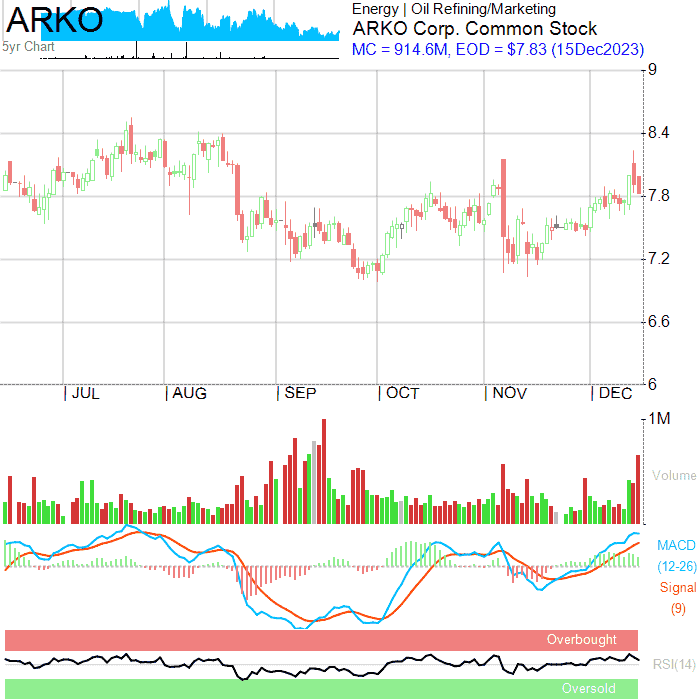 ARKO
5yr Chart
Energy | Oil Refining/Marketing
ARKO Corp. Common Stock
MC = 914.6M, EOD = $7.83 (15Dec2023)
9
8.4
7.8
7.2
6.6
6
JUL AUG SEP OCT NOV DEC
1M
Volume
MACD
(12-26)
Signal
(9)
Overbought
RSI(14)
Oversold